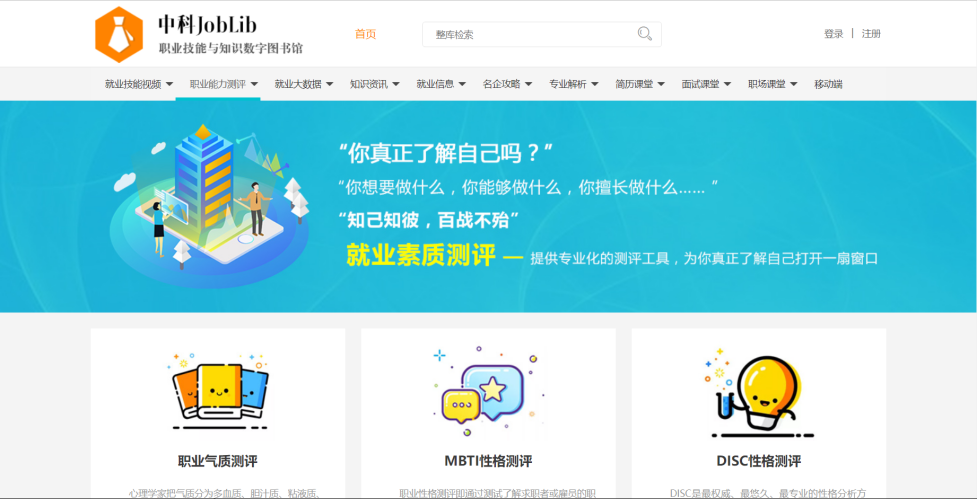 中科JobLib
职业技能与知识数字图书馆
首页
整库检索
登录 | 注册
就业技能视频 职业能力测评 就业大数据 知识资讯 就业信息 名企攻略 专业解析 简历课堂 面试课堂 职场课堂 移动端
“你真正了解自己吗？”
“你想要做什么，你能够做什么，你擅长做什么...... ”
“知己知彼，百战不殆”
就业素质测评 — 提供专业化的测评工具，为你真正了解自己打开一扇窗口
职业气质测评
MBTI性格测评
DISC性格测评
心理学家把气质分为多血质、胆汁质、粘液质、
职业性格测评即通过测试了解求职者或雇员的职
DISC是最权威、最悠久、最专业的性格分析方